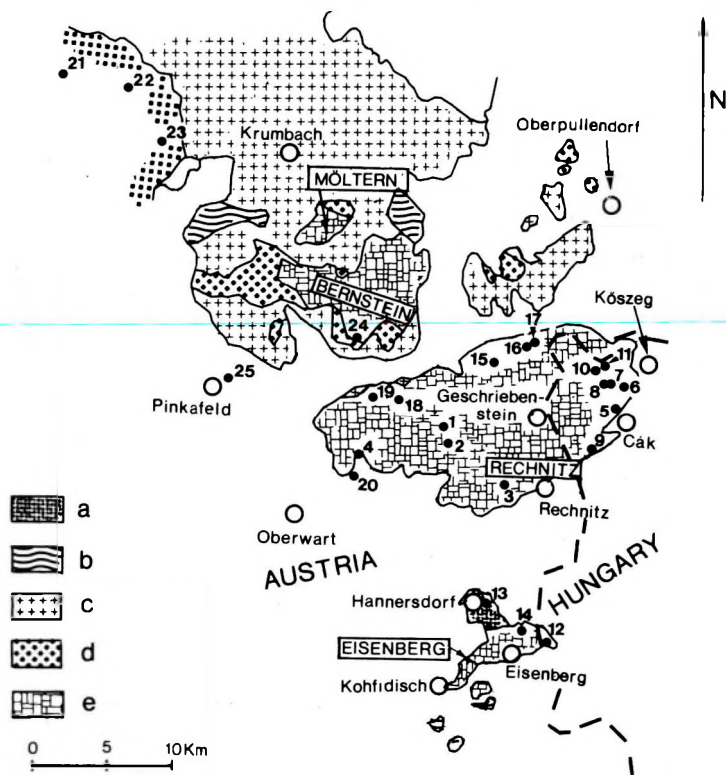 21
22
23
N
Krumbach
Oberpullendorf
MÖLTERN
BERNSTEIN
24
Kőszeg
17
16
15
11
10
8
7
6
25
Pinkafeld
Geschrieben-
stein
19
18
1
2
5
Cák
9
4
20
RECHNITZ
3
Rechnitz
a
b
c
d
e
Oberwart
AUSTRIA
HUNGARY
Hannersdorf
13
14
12
EISENBERG
Eisenberg
Kohfidisch
0 5 10 Km